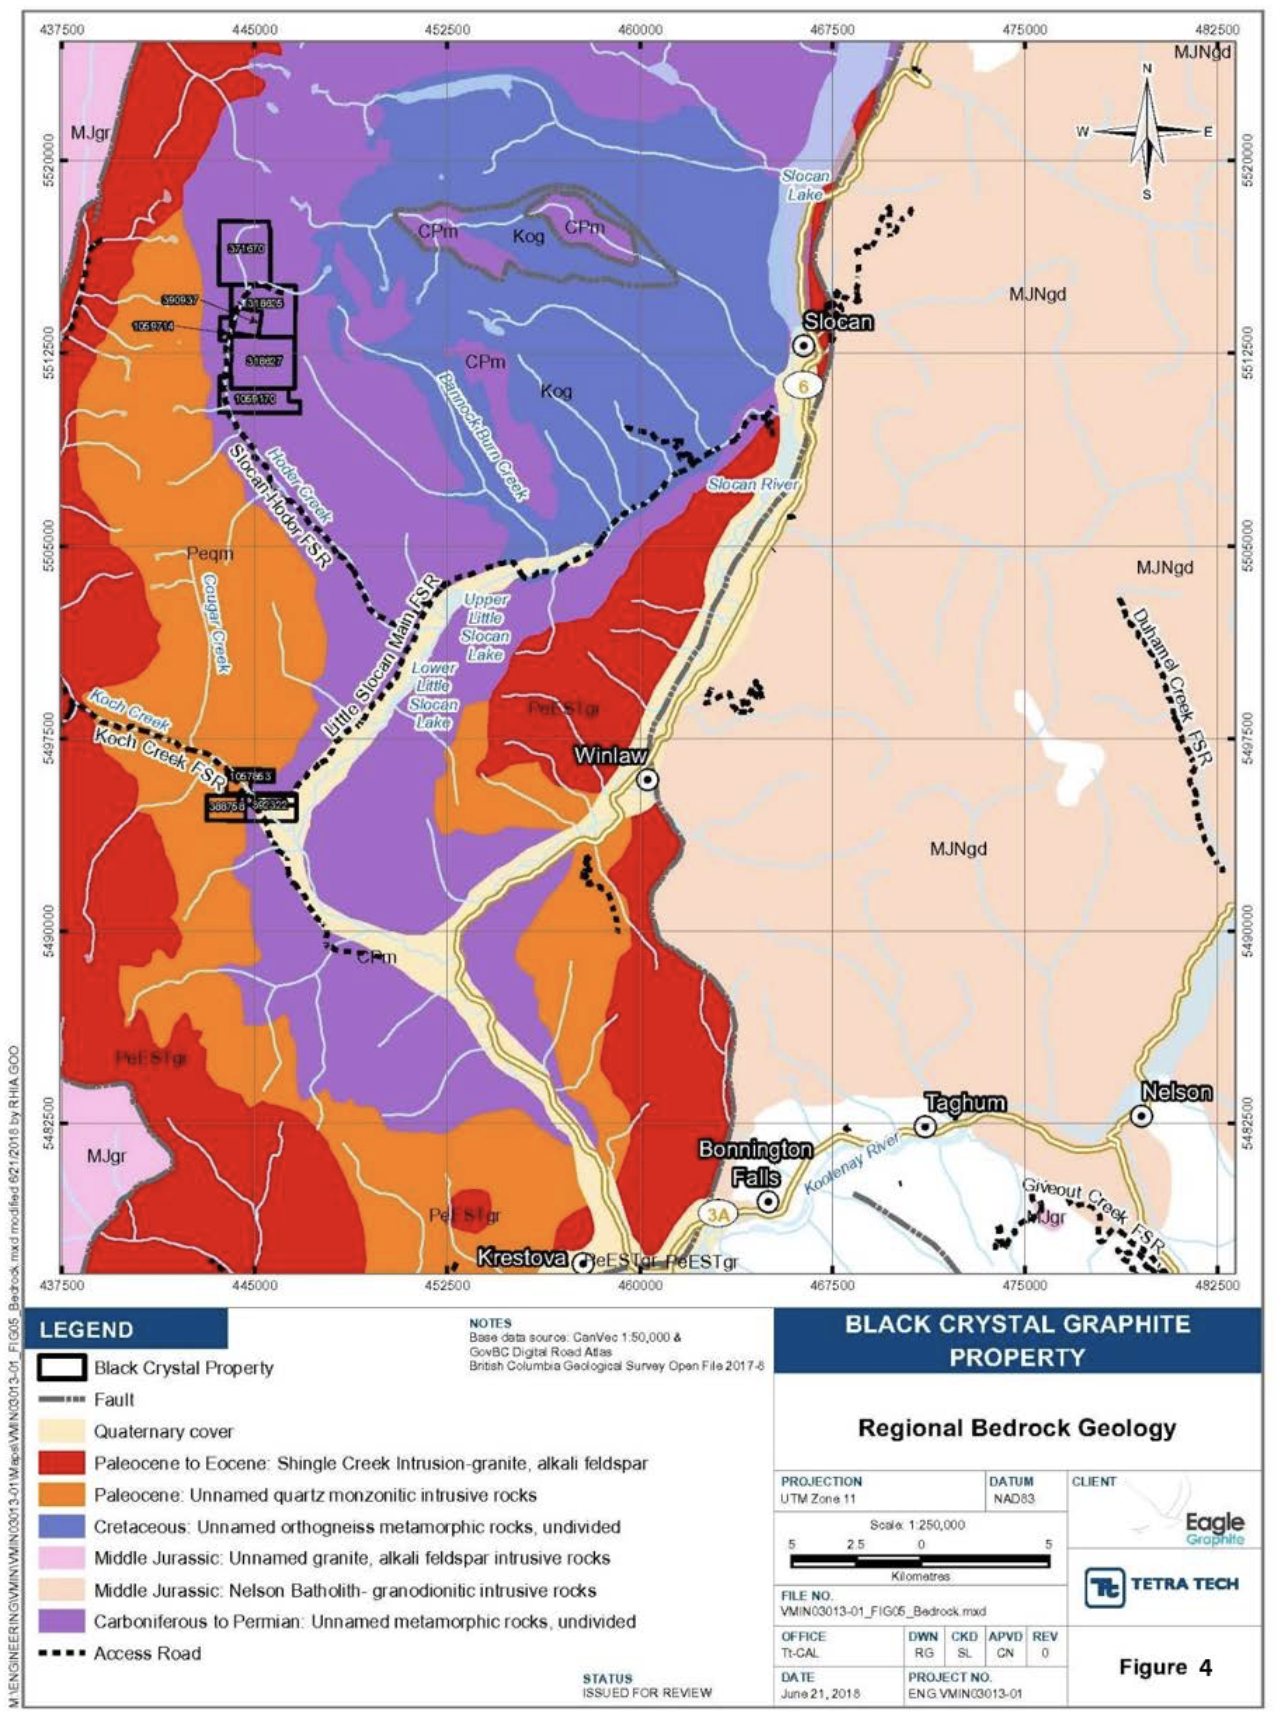 437500 445000 452500 460000 467500 475000 482500
MJNgd
MJgr
N
W E
S
5520000 5520000
Slocan
Lake
371670
CPm Kog CPm
MJNgd
390937 318625
1059714
Slocan
5512500 5512500
318627
CPm
6
Kog
1059170
Bannock Burn Creek
Hoder Creek
Slocan-Hodor FSR
Slocan River
5505000 5505000
Peqm
MJNgd
Cougar Creek
Little Slocan Main FSR
Upper
Little
Slocan
Lake
Duhamel Creek FSR
Lower
Little
Slocan
Lake
Koch Creek
Koch Creek FSR
PeESTgr
5497500 5497500
Winlaw
1057853
388758 392322
MJNgd
5490000 5490000
CPm
PeESTgr
Nelson
Taghum
5482500 5482500
Bonnington
Falls
Kootenay River
MJgr
Giveout Creek FSR
PeESTgr
3A
MJgr
Krestova
PeESTgr PeESTgr
437500 445000 452500 460000 467500 475000 482500
M:\ENGINEERING\VMIN\VMIN03013-01\Maps\VMIN03013-01_FIG05_Bedrock.mxd modified 6/21/2018 by RHIA.GOO
LEGEND
Black Crystal Property
Fault
Quaternary cover
Paleocene to Eocene: Shingle Creek Intrusion-granite, alkali feldspar
Paleocene: Unnamed quartz monzonitic intrusive rocks
Cretaceous: Unnamed orthogneiss metamorphic rocks, undivided
Middle Jurassic: Unnamed granite, alkali feldspar intrusive rocks
Middle Jurassic: Nelson Batholith- granodionitic intrusive rocks
Carboniferous to Permian: Unnamed metamorphic rocks, undivided
Access Road
NOTES
Base data source: CanVec 1:50,000 &
GovBC Digital Road Atlas
British Columbia Geological Survey Open File 2017-8
STATUS
ISSUED FOR REVIEW
BLACK CRYSTAL GRAPHITE
PROPERTY
Regional Bedrock Geology
PROJECTION
UTM Zone 11
DATUM
NAD83
CLIENT
Eagle
Graphite
Scale: 1:250,000
5 2.5 0 5
Kilometres
TETRA TECH
FILE NO.
VMIN03013-01_FIG05_Bedrock.mxd
OFFICE
Tt-CAL
DWN CKD APVD REV
RG SL CN 0
DATE
June 21, 2018
PROJECT NO.
ENG.VMIN03013-01
Figure 4